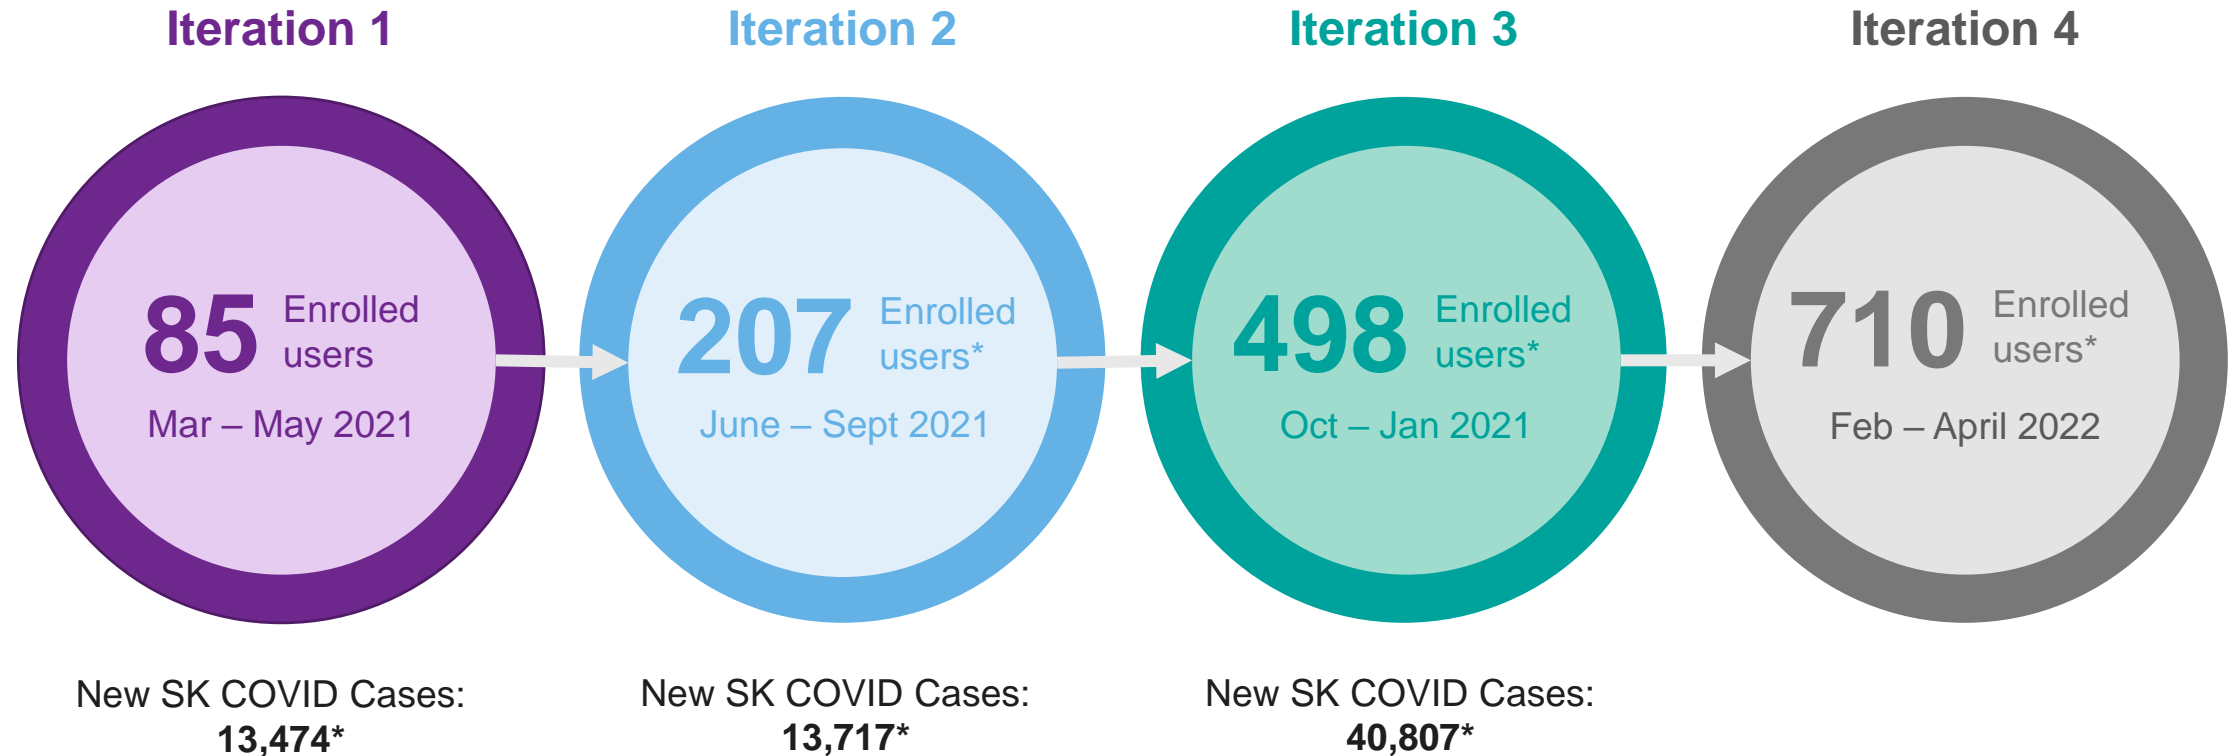 Iteration 1
85 Enrolled
users
Mar – May 2021
New SK COVID Cases:
13,474*
Iteration 2
207 Enrolled
users*
June – Sept 2021
New SK COVID Cases:
13,717*
Iteration 3
498 Enrolled
users*
Oct – Jan 2021
New SK COVID Cases:
40,807*
Iteration 4
710 Enrolled
users*
Feb – April 2022